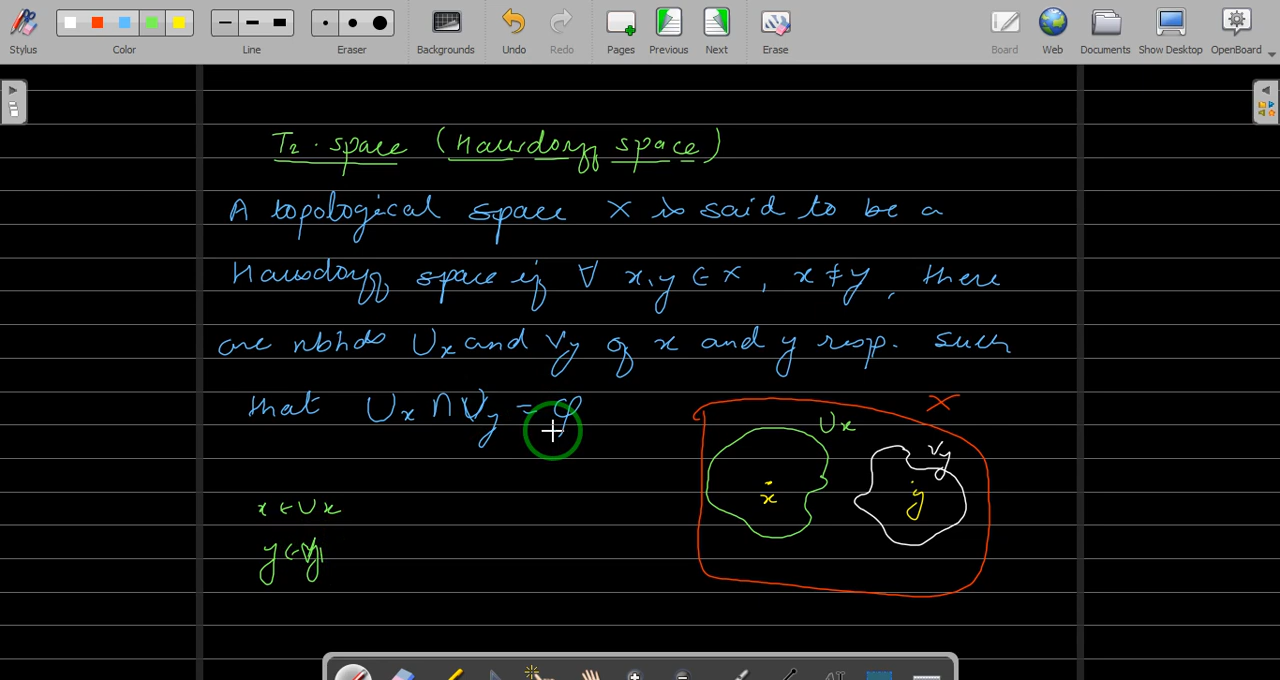 Stylus Color Line Eraser Backgrounds Undo Redo Pages Previous Next Erase Board Web Documents Show Desktop OpenBoard
T₂. space (Hausdorff space)
A topological space X is said to be a
Hausdorff space if ∀ x, y ∈ X, x ≠ y, there
are nbhds Uₓ and Vy of x and y resp. such
that Uₓ ∩ Vy = φ
X
Ux
Vy
x
y
x ∈ Ux
y ∈ Vy